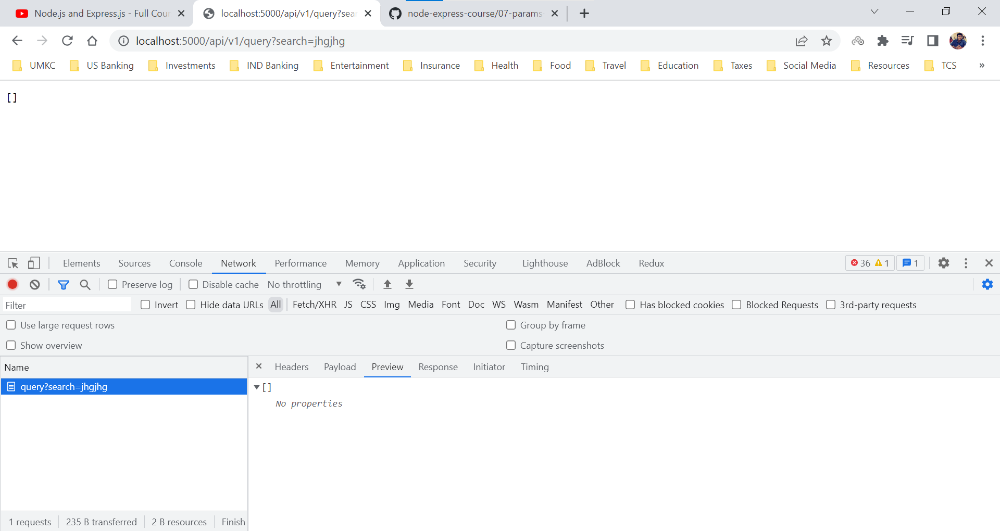 Node.js and Express.js - Full Cour
localhost:5000/api/v1/query?sear
node-express-course/07-params-
localhost:5000/api/v1/query?search=jhgjhg
UMKC US Banking Investments IND Banking Entertainment Insurance Health Food Travel Education Taxes Social Media Resources TCS »
[]
Elements Sources Console Network Performance Memory Application Security Lighthouse AdBlock Redux 36 1 1
Preserve log Disable cache No throttling
Filter Invert Hide data URLs All Fetch/XHR JS CSS Img Media Font Doc WS Wasm Manifest Other Has blocked cookies Blocked Requests 3rd-party requests
Use large request rows Group by frame
Show overview Capture screenshots
Name Headers Payload Preview Response Initiator Timing
query?search=jhgjhg []
No properties
1 requests 235 B transferred 2 B resources Finish